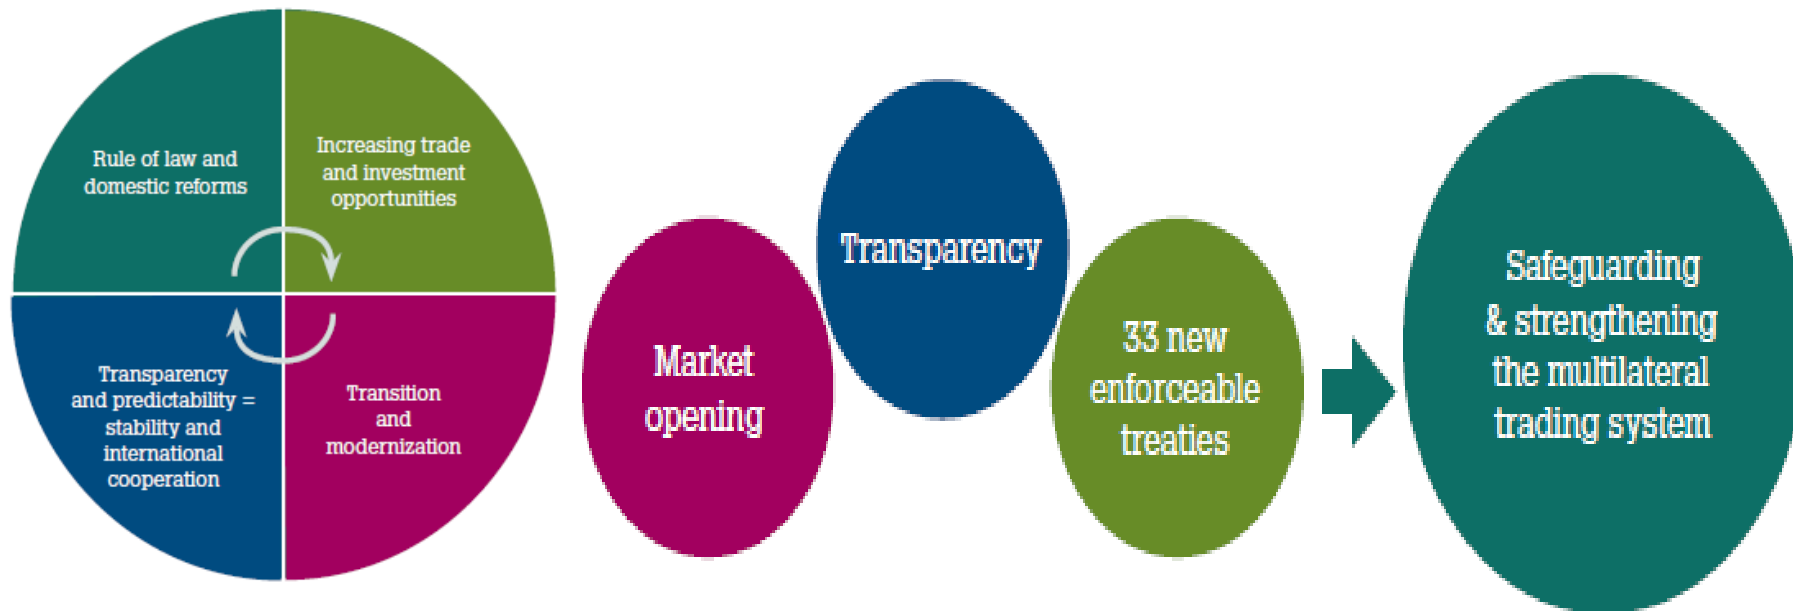 Rule of law and
domestic reforms
Increasing trade
and investment
opportunities
Transparency
and predictability =
stability and
international
cooperation
Transition
and
modernization
Market
opening
Transparency
33 new
enforceable
treaties
Safeguarding
& strengthening
the multilateral
trading system